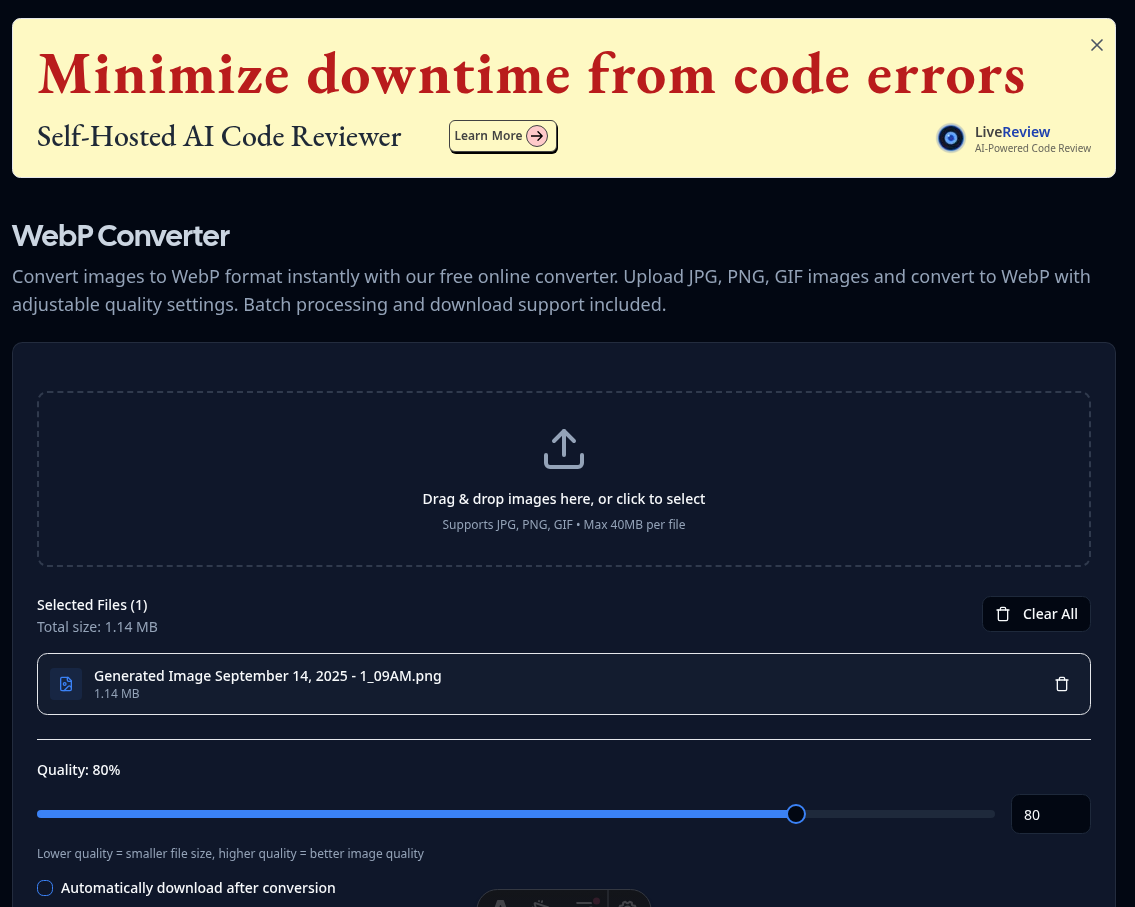 Minimize downtime from code errors
Self-Hosted AI Code Reviewer
Learn More
LiveReview
AI-Powered Code Review
WebP Converter
Convert images to WebP format instantly with our free online converter. Upload JPG, PNG, GIF images and convert to WebP with
adjustable quality settings. Batch processing and download support included.
Drag & drop images here, or click to select
Supports JPG, PNG, GIF • Max 40MB per file
Selected Files (1)
Total size: 1.14 MB
Clear All
Generated Image September 14, 2025 - 1_09AM.png
1.14 MB
Quality: 80%
80
Lower quality = smaller file size, higher quality = better image quality
Automatically download after conversion